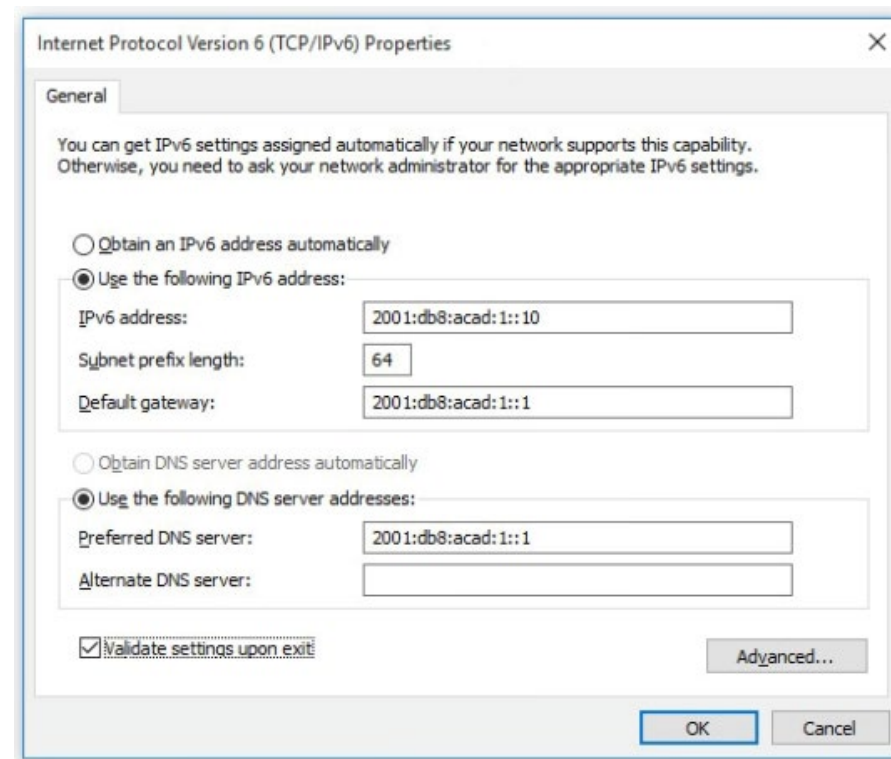 Internet Protocol Version 6 (TCP/IPv6) Properties
General
You can get IPv6 settings assigned automatically if your network supports this capability.
Otherwise, you need to ask your network administrator for the appropriate IPv6 settings.
Obtain an IPv6 address automatically
Use the following IPv6 address:
IPv6 address: 2001:db8:acad:1::10
Subnet prefix length: 64
Default gateway: 2001:db8:acad:1::1
Obtain DNS server address automatically
Use the following DNS server addresses:
Preferred DNS server: 2001:db8:acad:1::1
Alternate DNS server:
Validate settings upon exit
Advanced...
OK Cancel